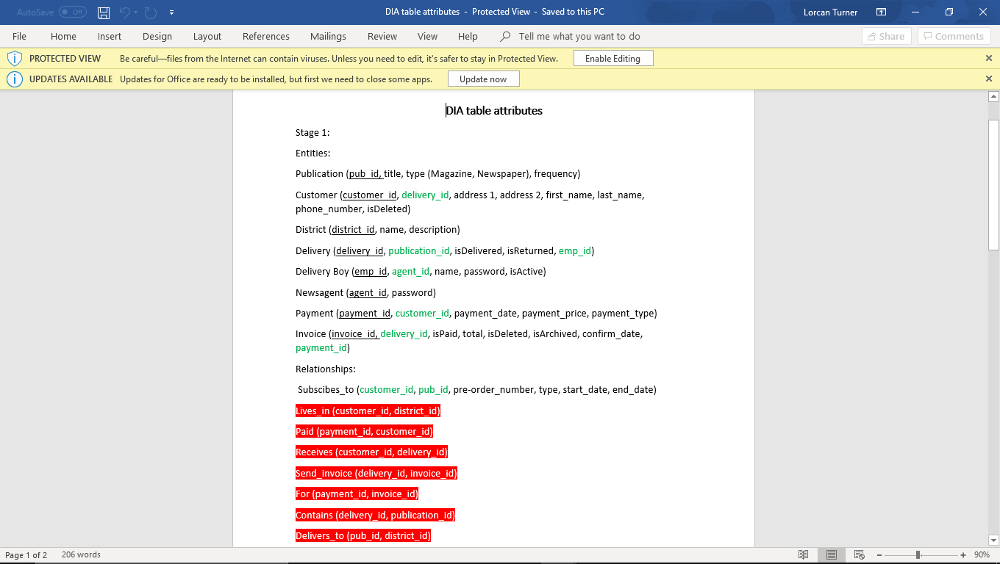 AutoSave Off DIA table attributes - Protected View - Saved to this PC Lorcan Turner
File Home Insert Design Layout References Mailings Review View Help Tell me what you want to do Share Comments
PROTECTED VIEW Be careful—files from the Internet can contain viruses. Unless you need to edit, it's safer to stay in Protected View. Enable Editing
UPDATES AVAILABLE Updates for Office are ready to be installed, but first we need to close some apps. Update now
DIA table attributes
Stage 1:
Entities:
Publication (pub_id, title, type (Magazine, Newspaper), frequency)
Customer (customer_id, delivery_id, address 1, address 2, first_name, last_name,
phone_number, isDeleted)
District (district_id, name, description)
Delivery (delivery_id, publication_id, isDelivered, isReturned, emp_id)
Delivery Boy (emp_id, agent_id, name, password, isActive)
Newsagent (agent_id, password)
Payment (payment_id, customer_id, payment_date, payment_price, payment_type)
Invoice (invoice_id, delivery_id, isPaid, total, isDeleted, isArchived, confirm_date,
payment_id)
Relationships:
Subscibes_to (customer_id, pub_id, pre-order_number, type, start_date, end_date)
Lives_in (customer_id, district_id)
Paid (payment_id, customer_id)
Receives (customer_id, delivery_id)
Send_invoice (delivery_id, invoice_id)
For (payment_id, invoice_id)
Contains (delivery_id, publication_id)
Delivers_to (pub_id, district_id)
Page 1 of 2 206 words 90%